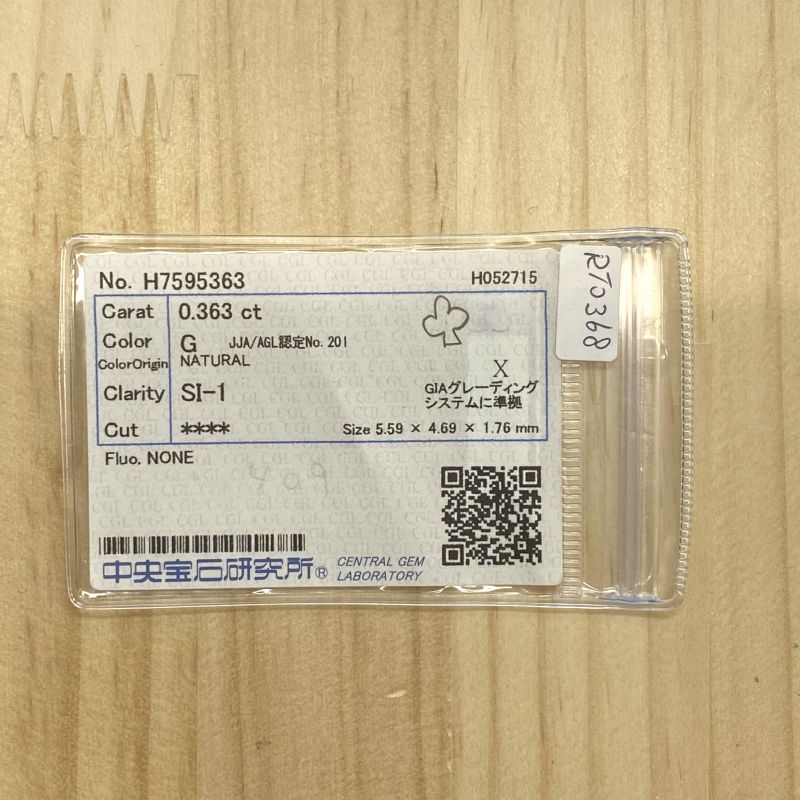 No. H7595363 H052715
Carat 0.363 ct
Color G JJA/AGL認定No.201
ColorOrigin NATURAL
X
Clarity SI-1 GIAグレーディング
システムに準拠
Cut **** Size 5.59 × 4.69 × 1.76 mm
Fluo. NONE
中央宝石研究所® CENTRAL GEM
LABORATORY
RT0368